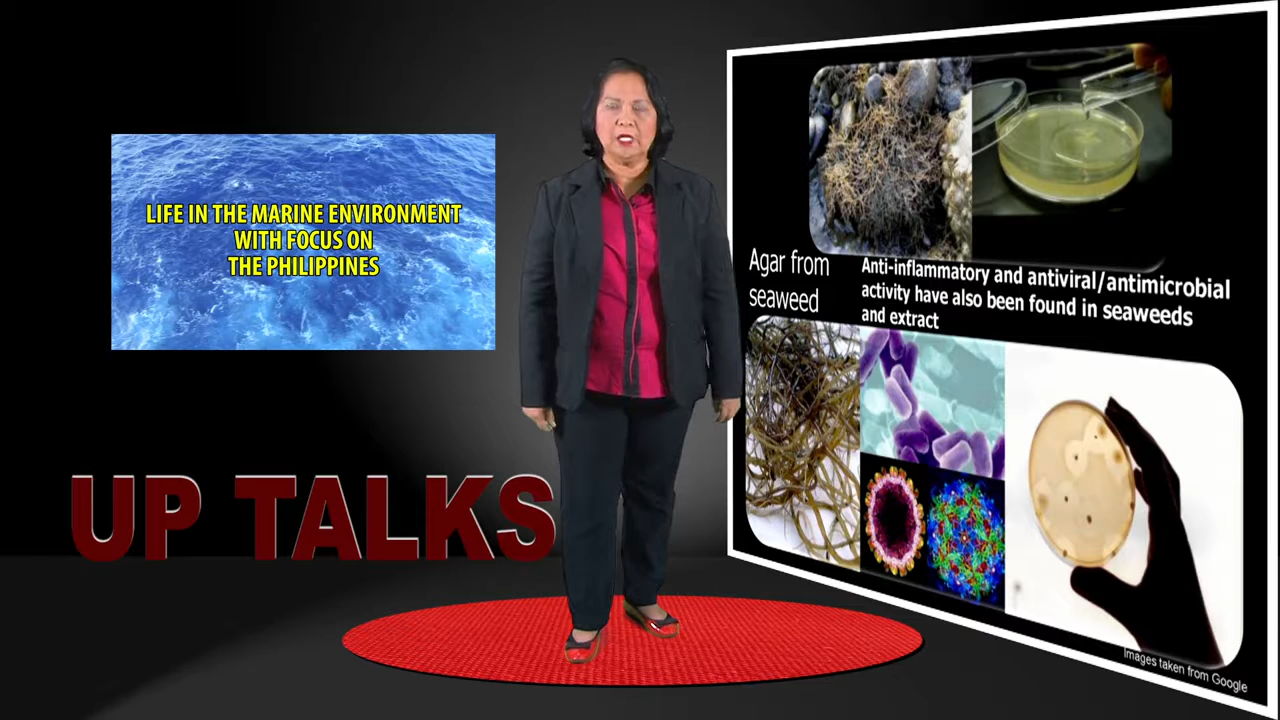 LIFE IN THE MARINE ENVIRONMENT
WITH FOCUS ON
THE PHILIPPINES
UP TALKS
Agar from
seaweed
Anti-inflammatory and antiviral/antimicrobial
activity have also been found in seaweeds
and extract
Images taken from Google